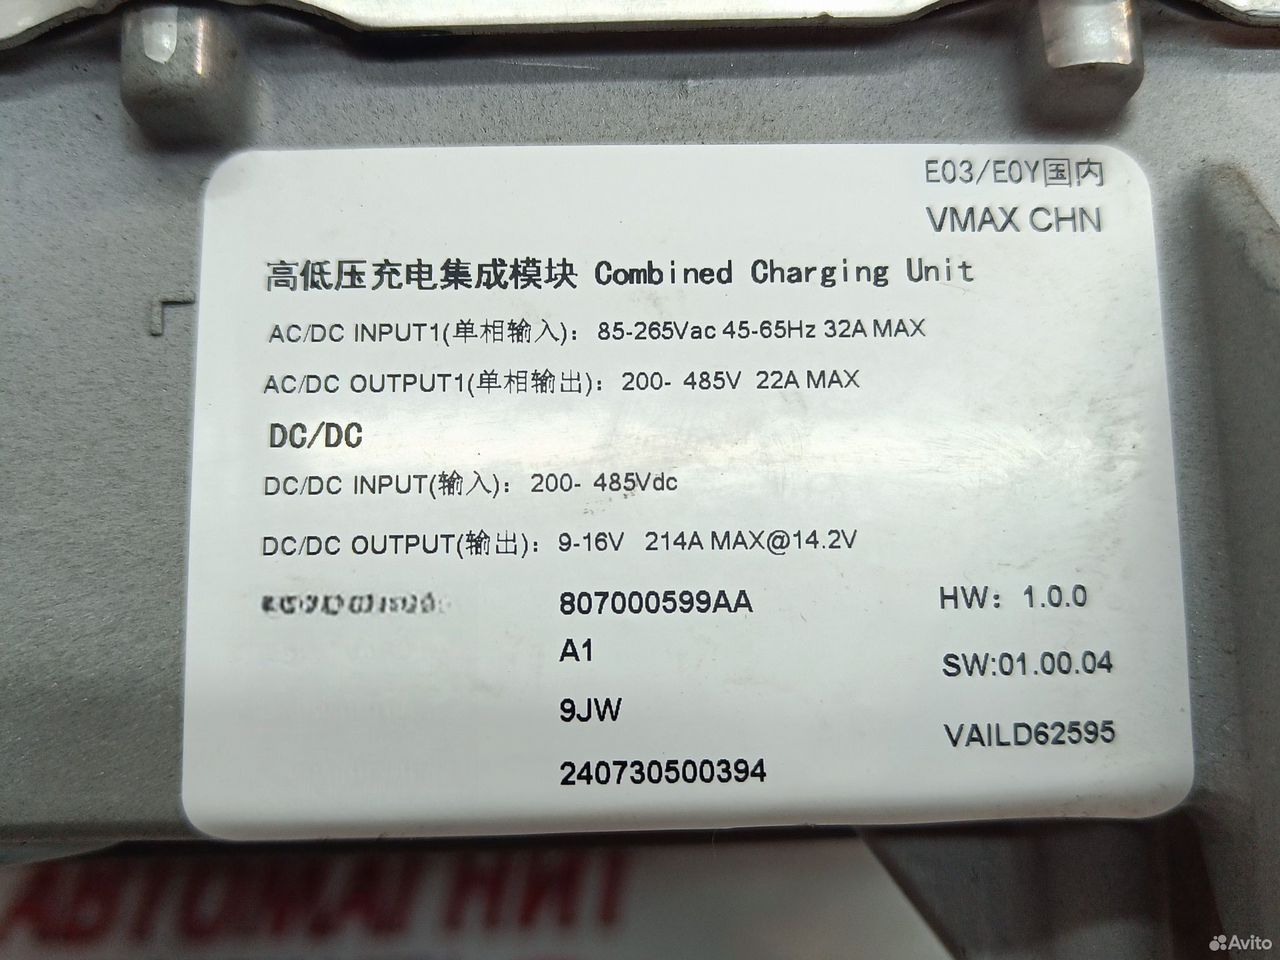 E03/E0Y国内
VMAX CHN
高低压充电集成模块 Combined Charging Unit
AC/DC INPUT1(单相输入): 85-265Vac 45-65Hz 32A MAX
AC/DC OUTPUT1(单相输出): 200- 485V 22A MAX
DC/DC
DC/DC INPUT(输入): 200- 485Vdc
DC/DC OUTPUT(输出): 9-16V 214A MAX@14.2V
807000599AA HW: 1.0.0
A1 SW:01.00.04
9JW VAILD62595
240730500394
АВТОМАГНИТ
Avito